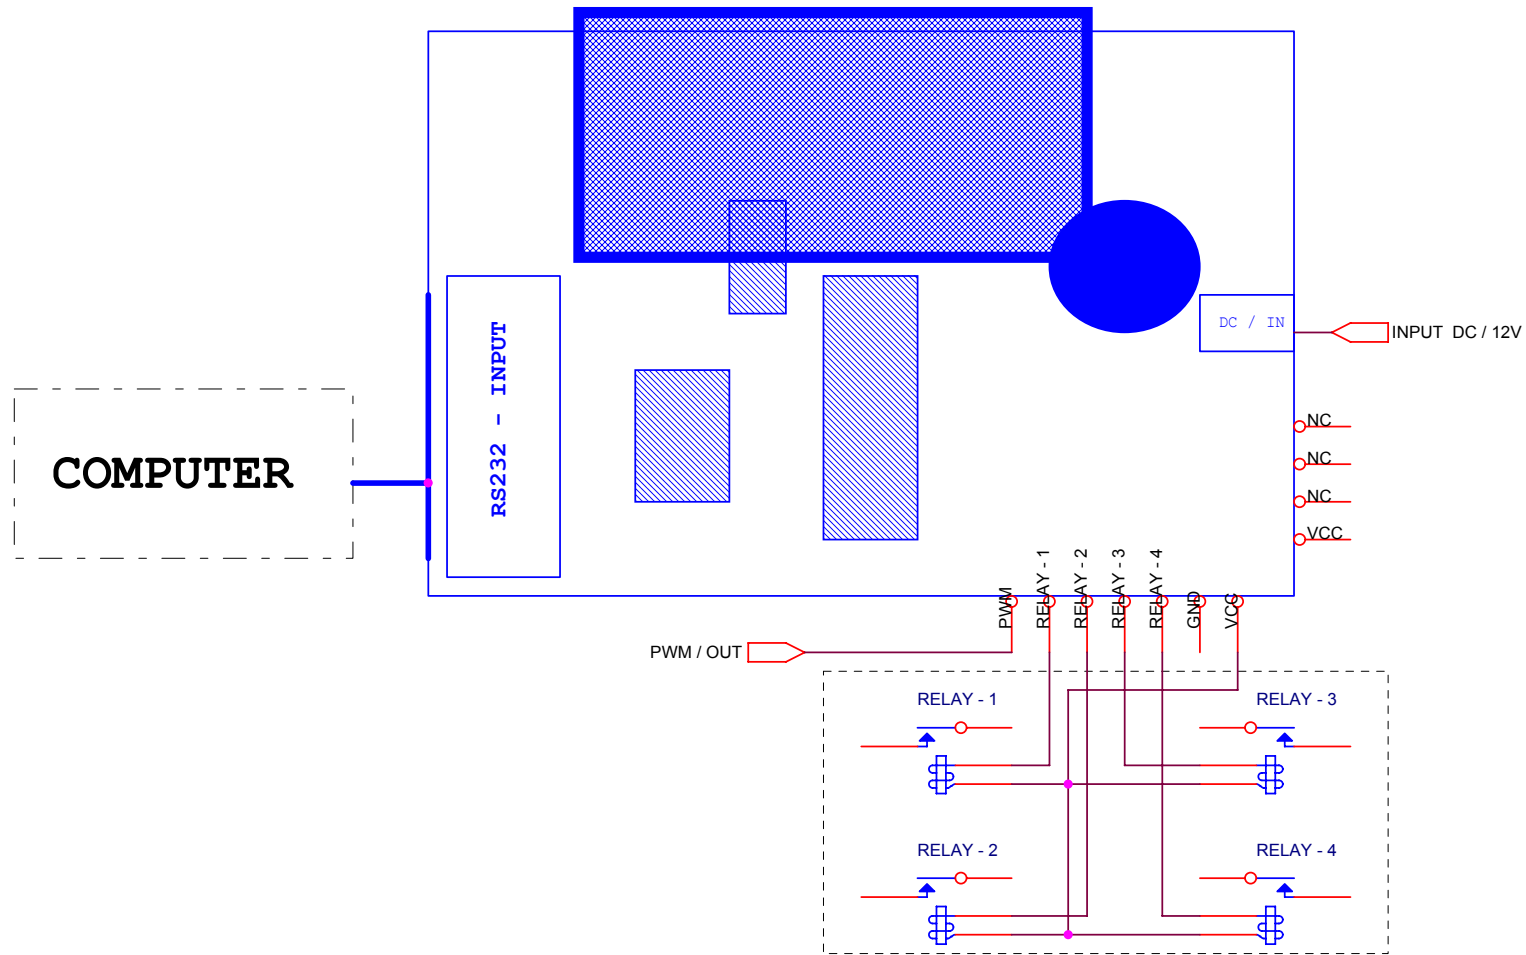 DC / IN
INPUT DC / 12V
RS232 - INPUT
COMPUTER
NC
NC
NC
VCC
PWM
RELAY - 1
RELAY - 2
RELAY - 3
RELAY - 4
GND
VCC
PWM / OUT
RELAY - 1
RELAY - 3
RELAY - 2
RELAY - 4